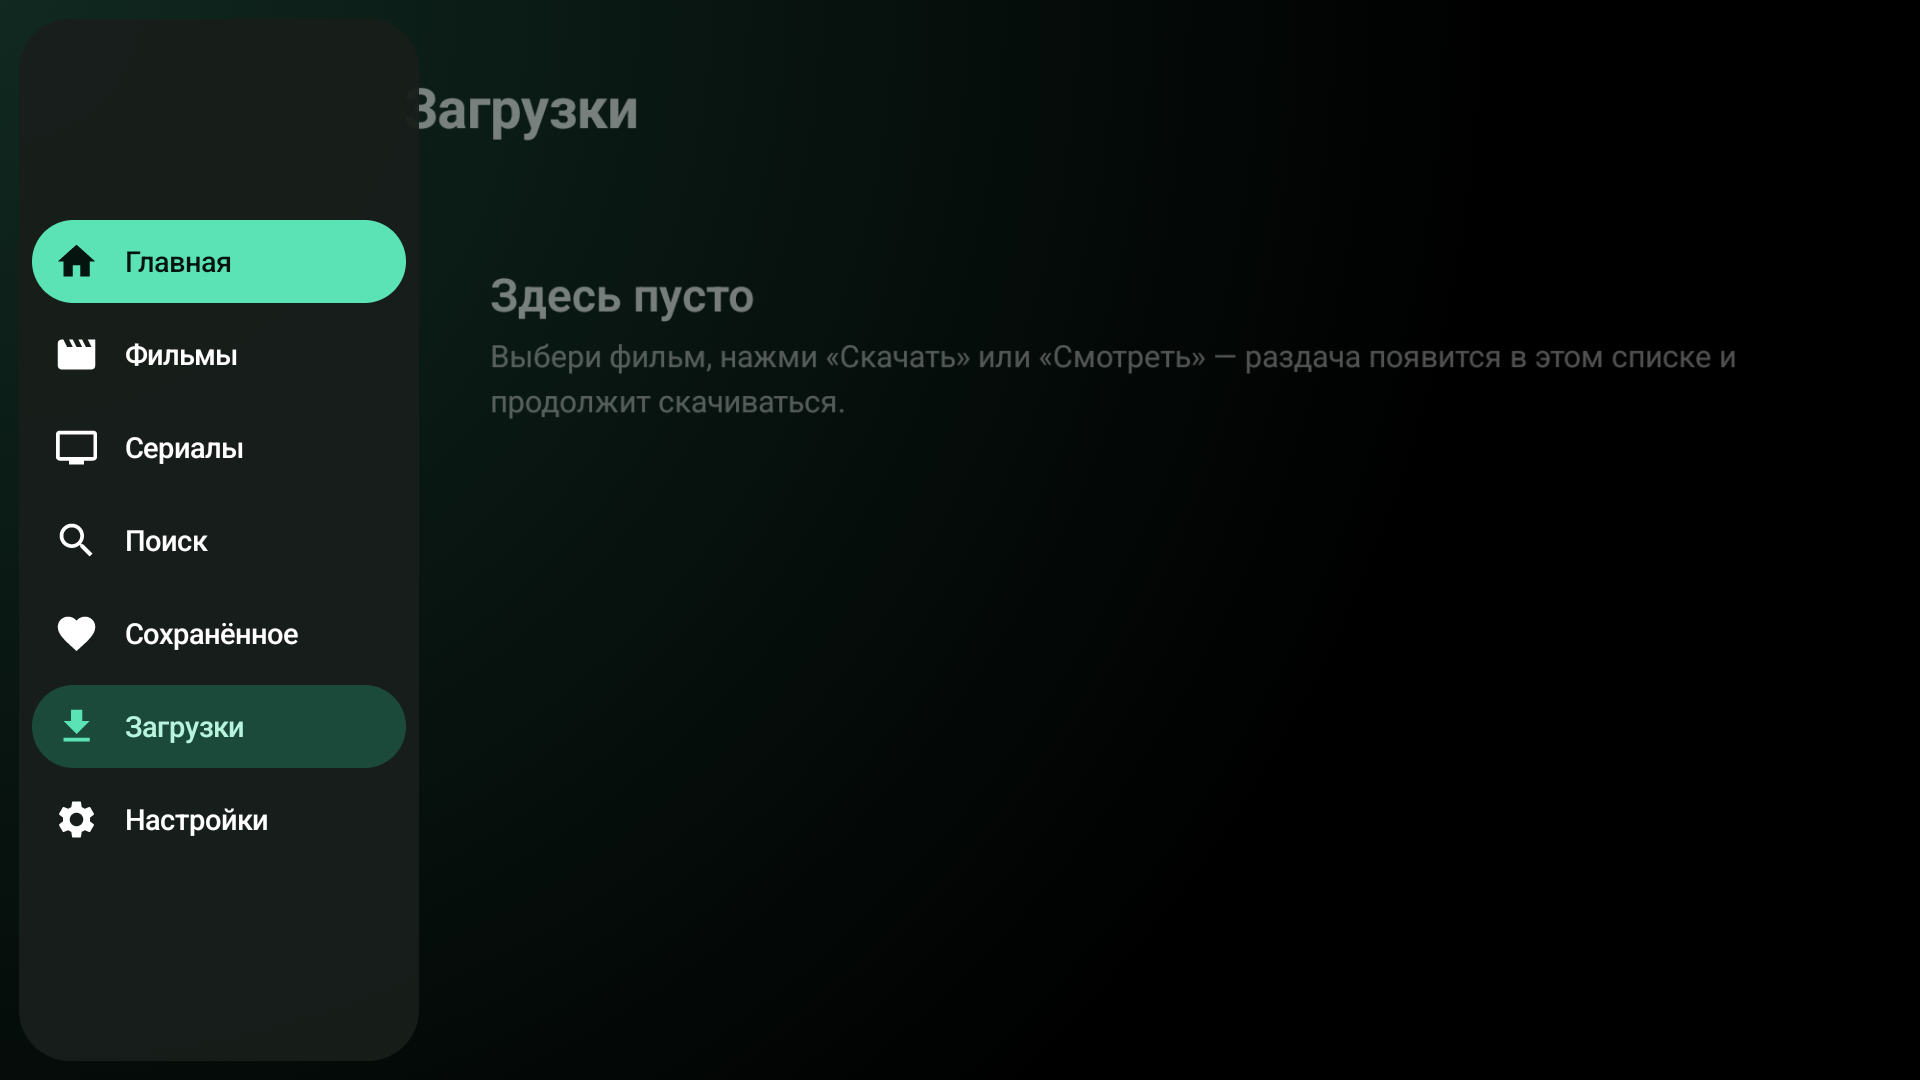 Загрузки
Главная
Фильмы
Сериалы
Поиск
Сохранённое
Загрузки
Настройки
Здесь пусто
Выбери фильм, нажми «Скачать» или «Смотреть» — раздача появится в этом списке и
продолжит скачиваться.